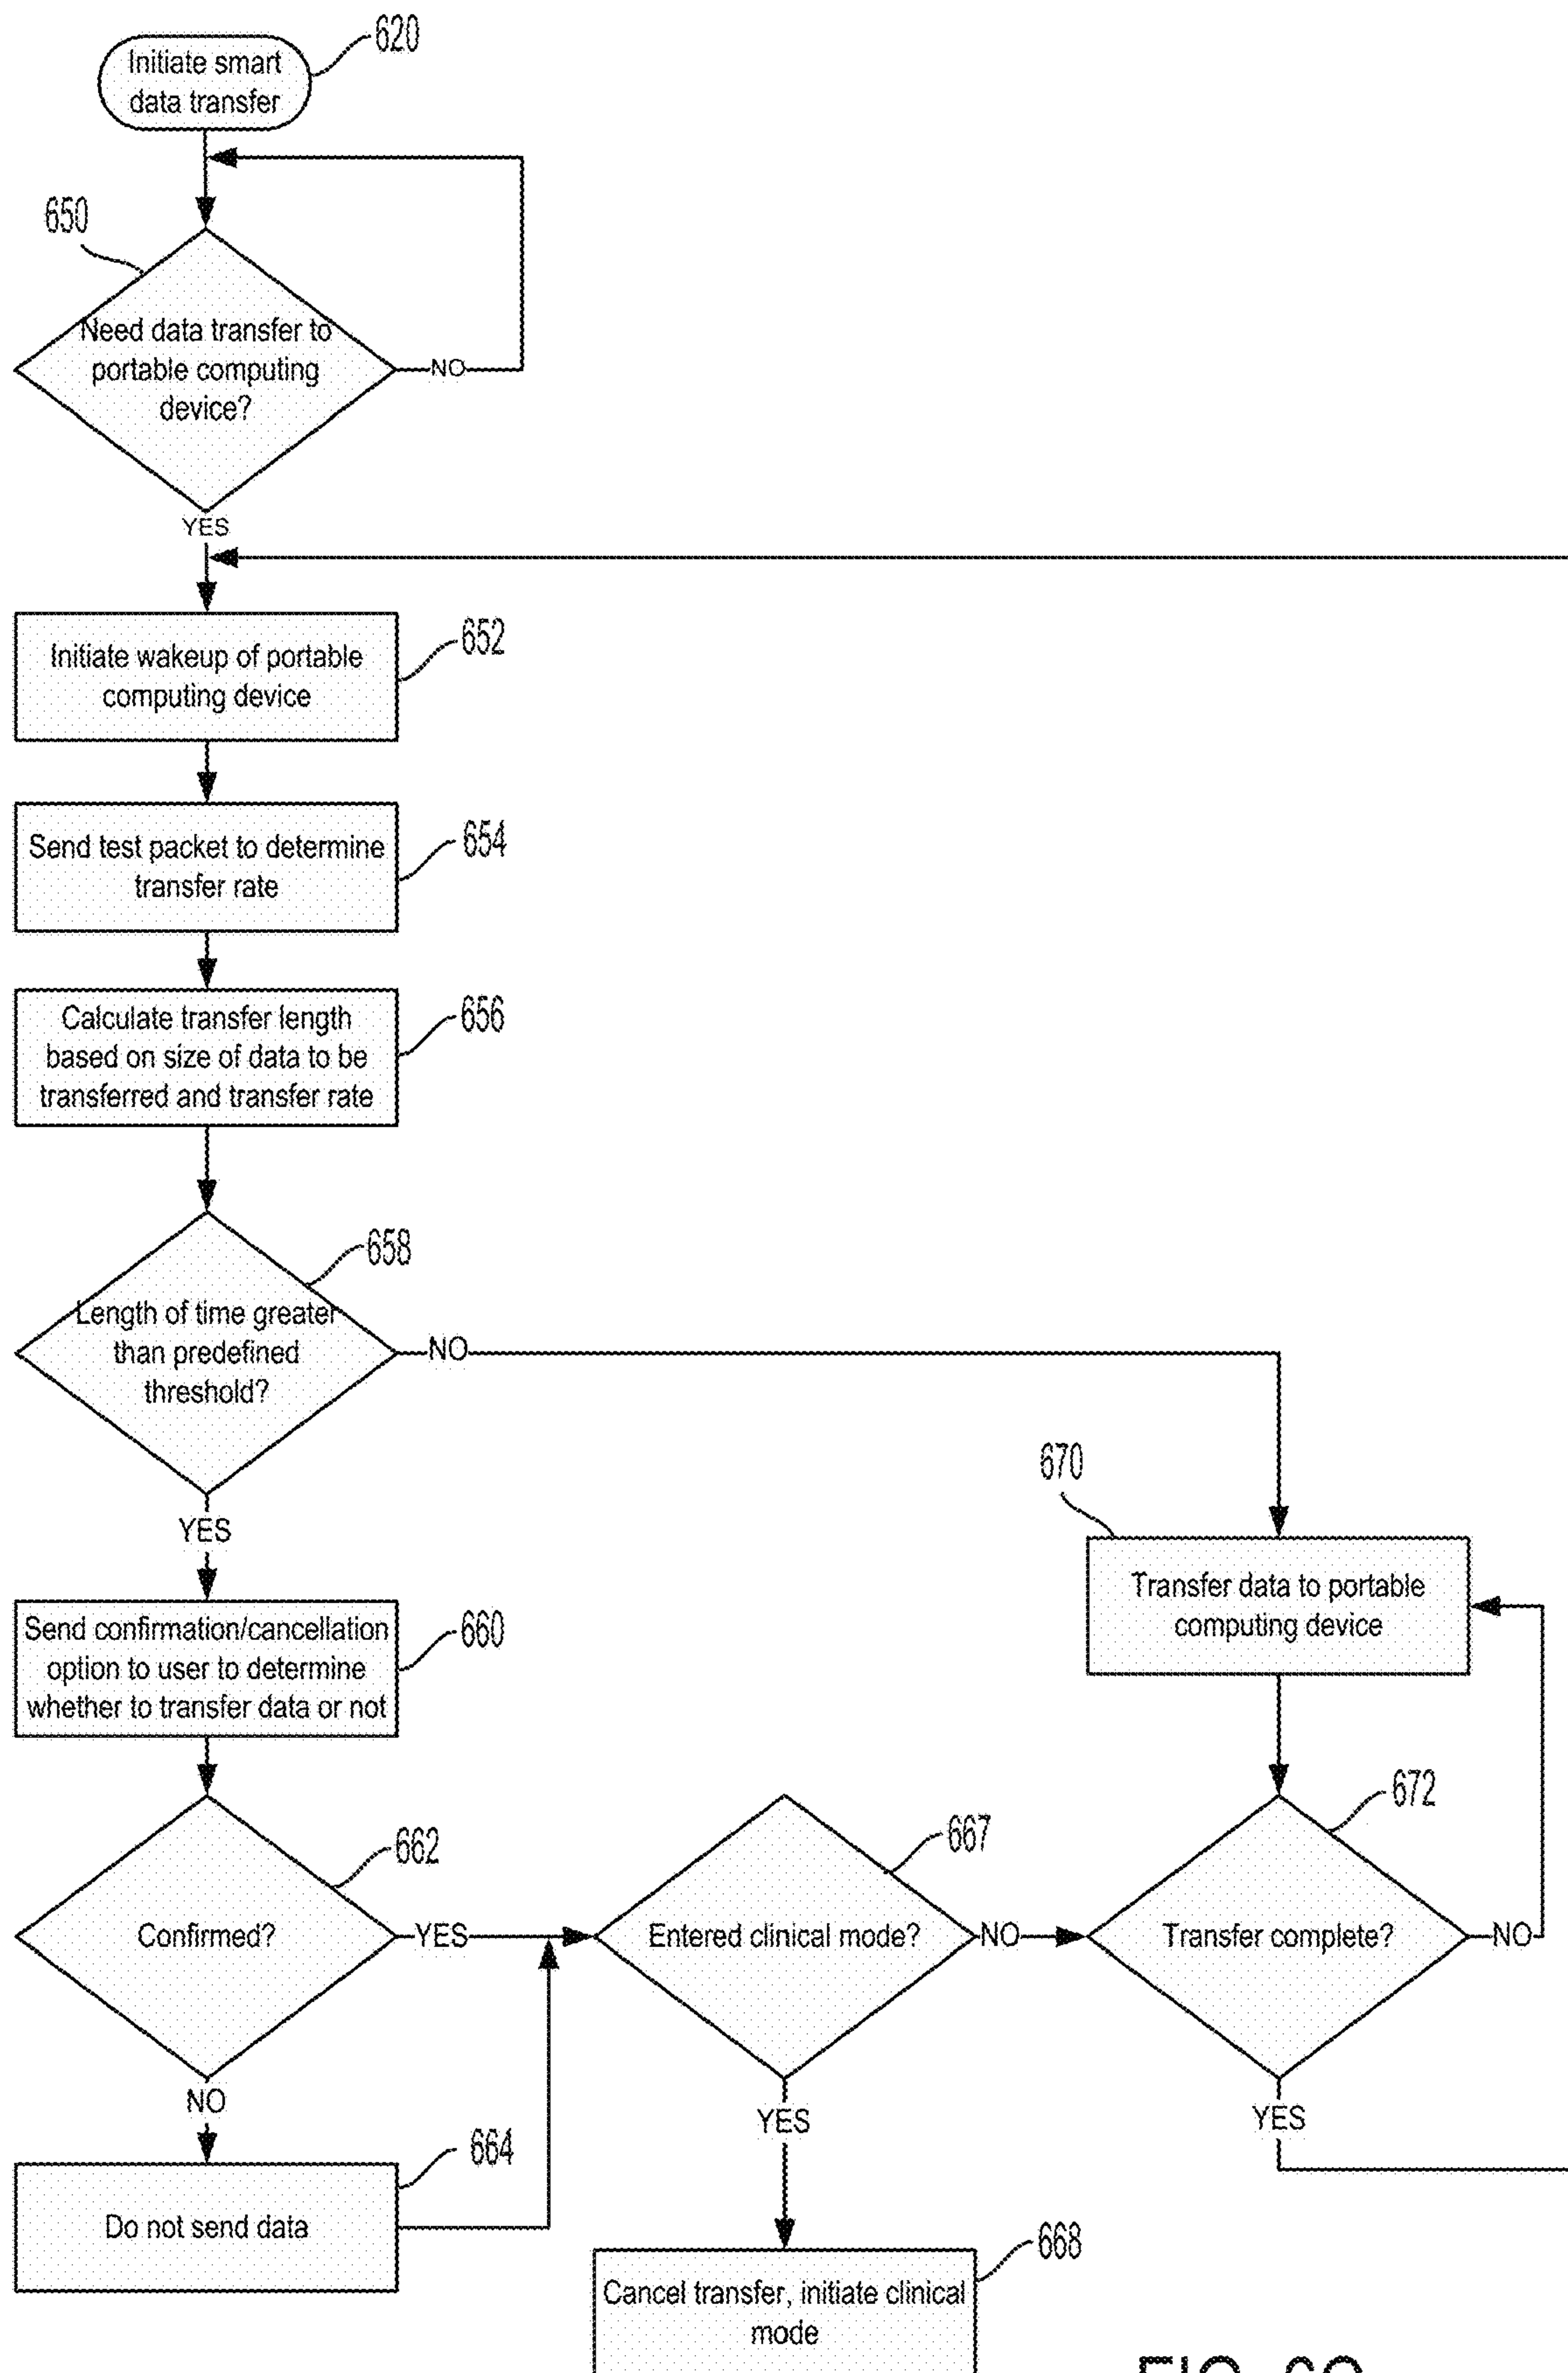 Initiate smart
data transfer
620
650
Need data transfer to
portable computing
device?
NO
YES
Initiate wakeup of portable
computing device
652
Send test packet to determine
transfer rate
654
Calculate transfer length
based on size of data to be
transferred and transfer rate
656
658
Length of time greater
than predefined
threshold?
NO
YES
670
Transfer data to portable
computing device
Send confirmation/cancellation
option to user to determine
whether to transfer data or not
660
662
Confirmed?
YES
NO
667
Entered clinical mode?
NO
YES
672
Transfer complete?
NO
YES
Do not send data
664
Cancel transfer, initiate clinical
mode
668